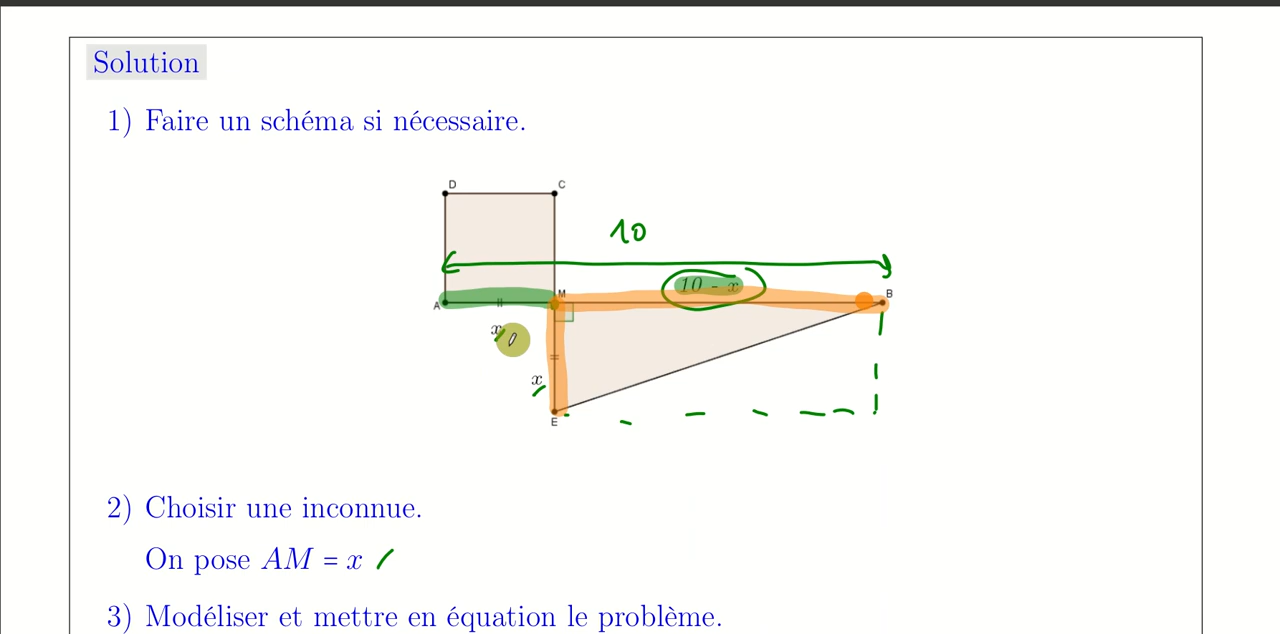 Solution
1) Faire un schéma si nécessaire.
D C
10
10 - x
A M B
x
x
E
2) Choisir une inconnue.
On pose AM = x
3) Modéliser et mettre en équation le problème.